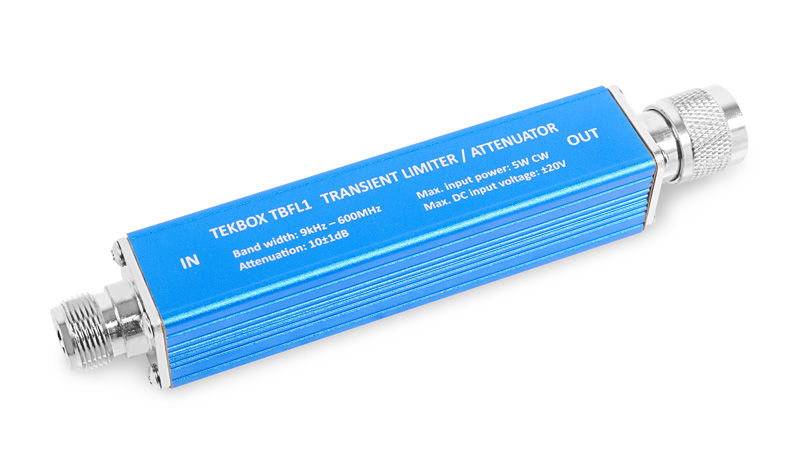 IN
TEKBOX TBFL1 TRANSIENT LIMITER / ATTENUATOR
Band width: 9kHz – 600MHz
Attenuation: 10±1dB
Max. input power: 5W CW
Max. DC input voltage: ±20V
OUT